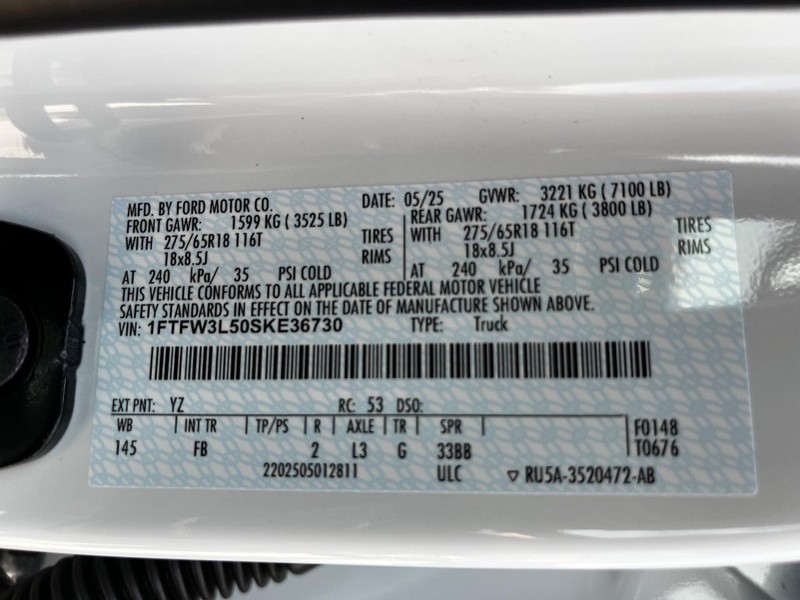 MFD. BY FORD MOTOR CO. DATE: 05/25 GVWR: 3221 KG ( 7100 LB)
FRONT GAWR: 1599 KG ( 3525 LB) REAR GAWR: 1724 KG ( 3800 LB)
WITH 275/65R18 116T TIRES WITH 275/65R18 116T TIRES
18x8.5J RIMS 18x8.5J RIMS
AT 240 kPa/ 35 PSI COLD AT 240 kPa/ 35 PSI COLD
THIS VEHICLE CONFORMS TO ALL APPLICABLE FEDERAL MOTOR VEHICLE
SAFETY STANDARDS IN EFFECT ON THE DATE OF MANUFACTURE SHOWN ABOVE.
VIN: 1FTFW3L50SKE36730 TYPE: Truck
EXT PNT: YZ RC: 53 DSO:
WB INT TR TP/PS R AXLE TR SPR F0148
145 FB 2 L3 G 33BB T0676
2202505012811 ULC ▽ RU5A-3520472-AB